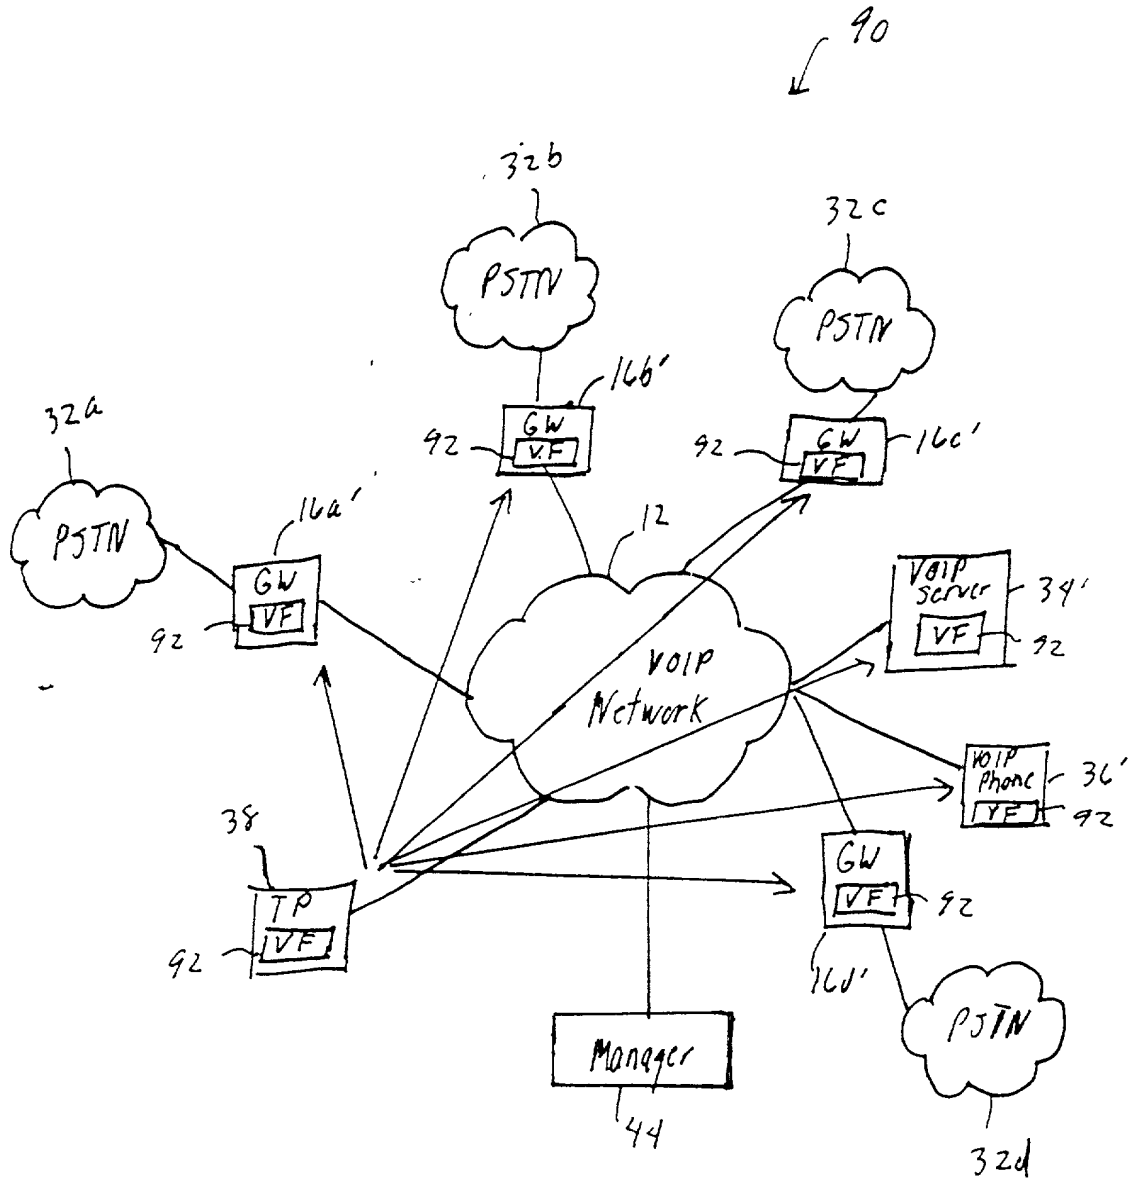 90
32b
PSTN
32c
PSTN
16b'
GW
VF
92
GW
VF
92
16c'
32a
PSTN
16a'
GW
VF
92
12
VOIP
Network
VOIP
Server
VF
34'
92
VOIP
Phone
VF
36'
92
38
TP
VF
92
GW
VF
92
16d'
PSTN
32d
Manager
44